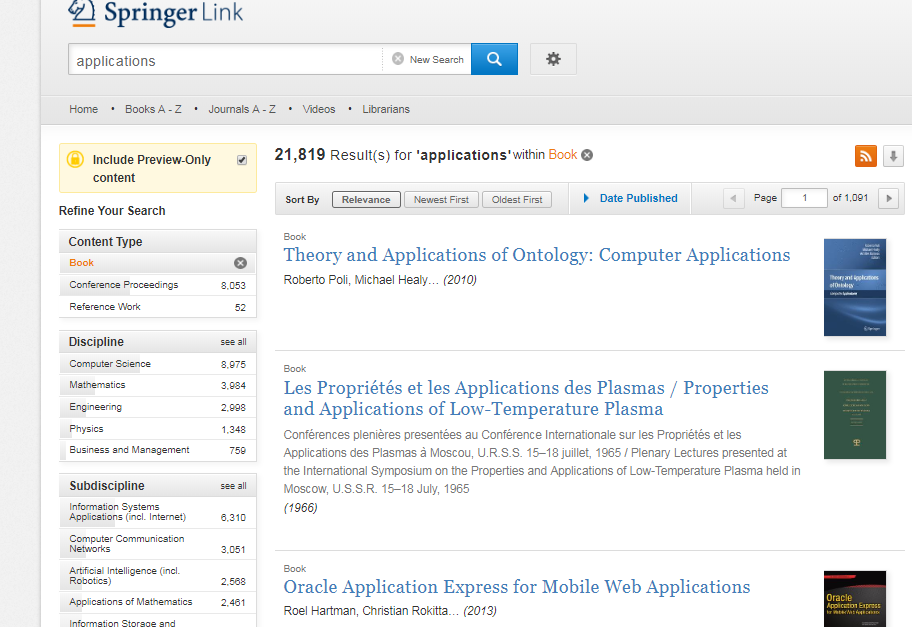 Springer Link
applications
New Search
Home • Books A - Z • Journals A - Z • Videos • Librarians
Include Preview-Only
content
Refine Your Search
Content Type
Book
Conference Proceedings 8,053
Reference Work 52
Discipline see all
Computer Science 8,975
Mathematics 3,984
Engineering 2,998
Physics 1,348
Business and Management 759
Subdiscipline see all
Information Systems
Applications (incl. Internet) 6,310
Computer Communication
Networks 3,051
Artificial Intelligence (incl.
Robotics) 2,568
Applications of Mathematics 2,461
Information Storage and
21,819 Result(s) for 'applications' within Book
Sort By Relevance Newest First Oldest First Date Published Page 1 of 1,091
Book
Theory and Applications of Ontology: Computer Applications
Roberto Poli, Michael Healy… (2010)
Theory and Applications
of Ontology
Computer Applications
Springer
Book
Les Propriétés et les Applications des Plasmas / Properties
and Applications of Low-Temperature Plasma
Conférences plenières presentées au Conférence Internationale sur les Propriétés et les
Applications des Plasmas à Moscou, U.R.S.S. 15–18 juillet, 1965 / Plenary Lectures presented at
the International Symposium on the Properties and Applications of Low-Temperature Plasma held in
Moscow, U.S.S.R. 15–18 July, 1965
(1966)
Book
Oracle Application Express for Mobile Web Applications
Roel Hartman, Christian Rokitta… (2013)
Oracle
Application Express
for Mobile Web Applications